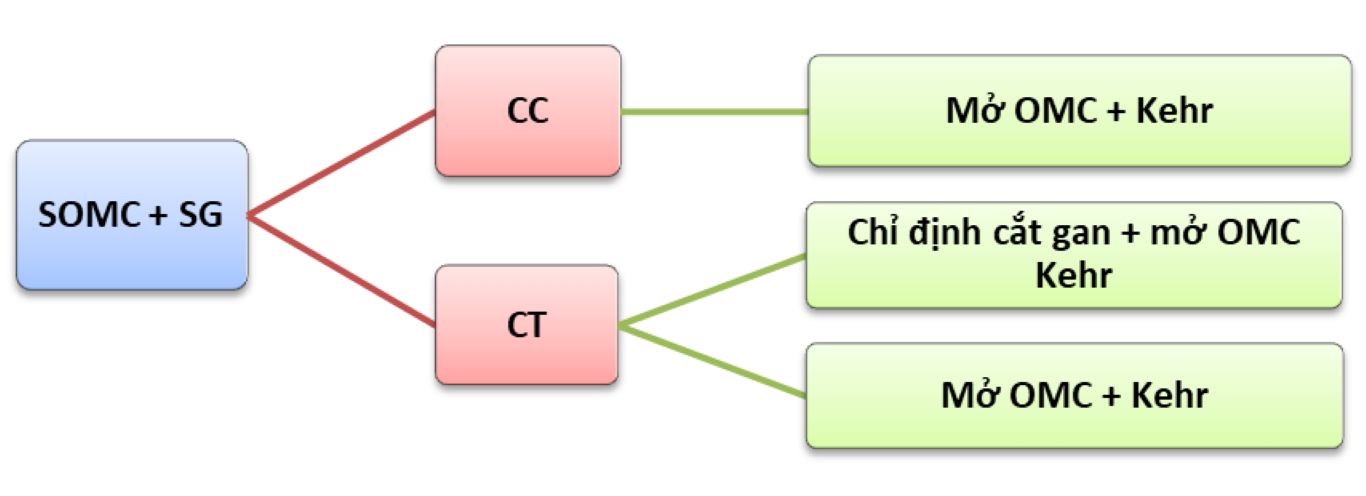 SOMC + SG
CC
Mở OMC + Kehr
CT
Chỉ định cắt gan + mở OMC
Kehr
Mở OMC + Kehr